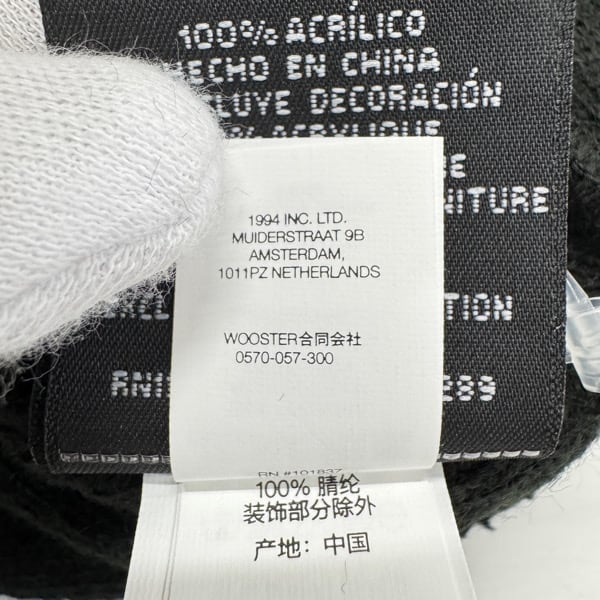 100% ACRÍLICO
HECHO EN CHINA
DECORACIÓN
1994 INC. LTD.
MUIDERSTRAAT 9B
AMSTERDAM,
1011PZ NETHERLANDS
WOOSTER合同会社
0570-057-300
RN #101837
100% 腈纶
装饰部分除外
产地：中国